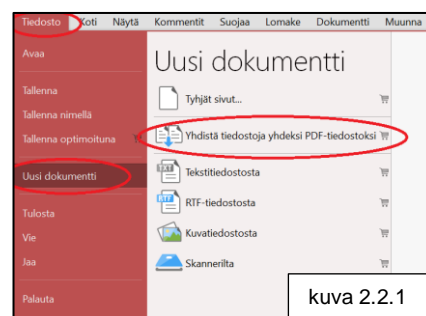 Tiedosto Koti Näytä Kommentit Suojaa Lomake Dokumentti Muunna
Avaa
Tallenna
Tallenna nimellä
Tallenna optimoituna
Uusi dokumentti
Tulosta
Vie
Jaa
Palauta
Uusi dokumentti
Tyhjät sivut...
Yhdistä tiedostoja yhdeksi PDF-tiedostoksi
TXT
Tekstitiedostosta
RTF
RTF-tiedostosta
Kuvatiedostosta
Skannerilta
kuva 2.2.1